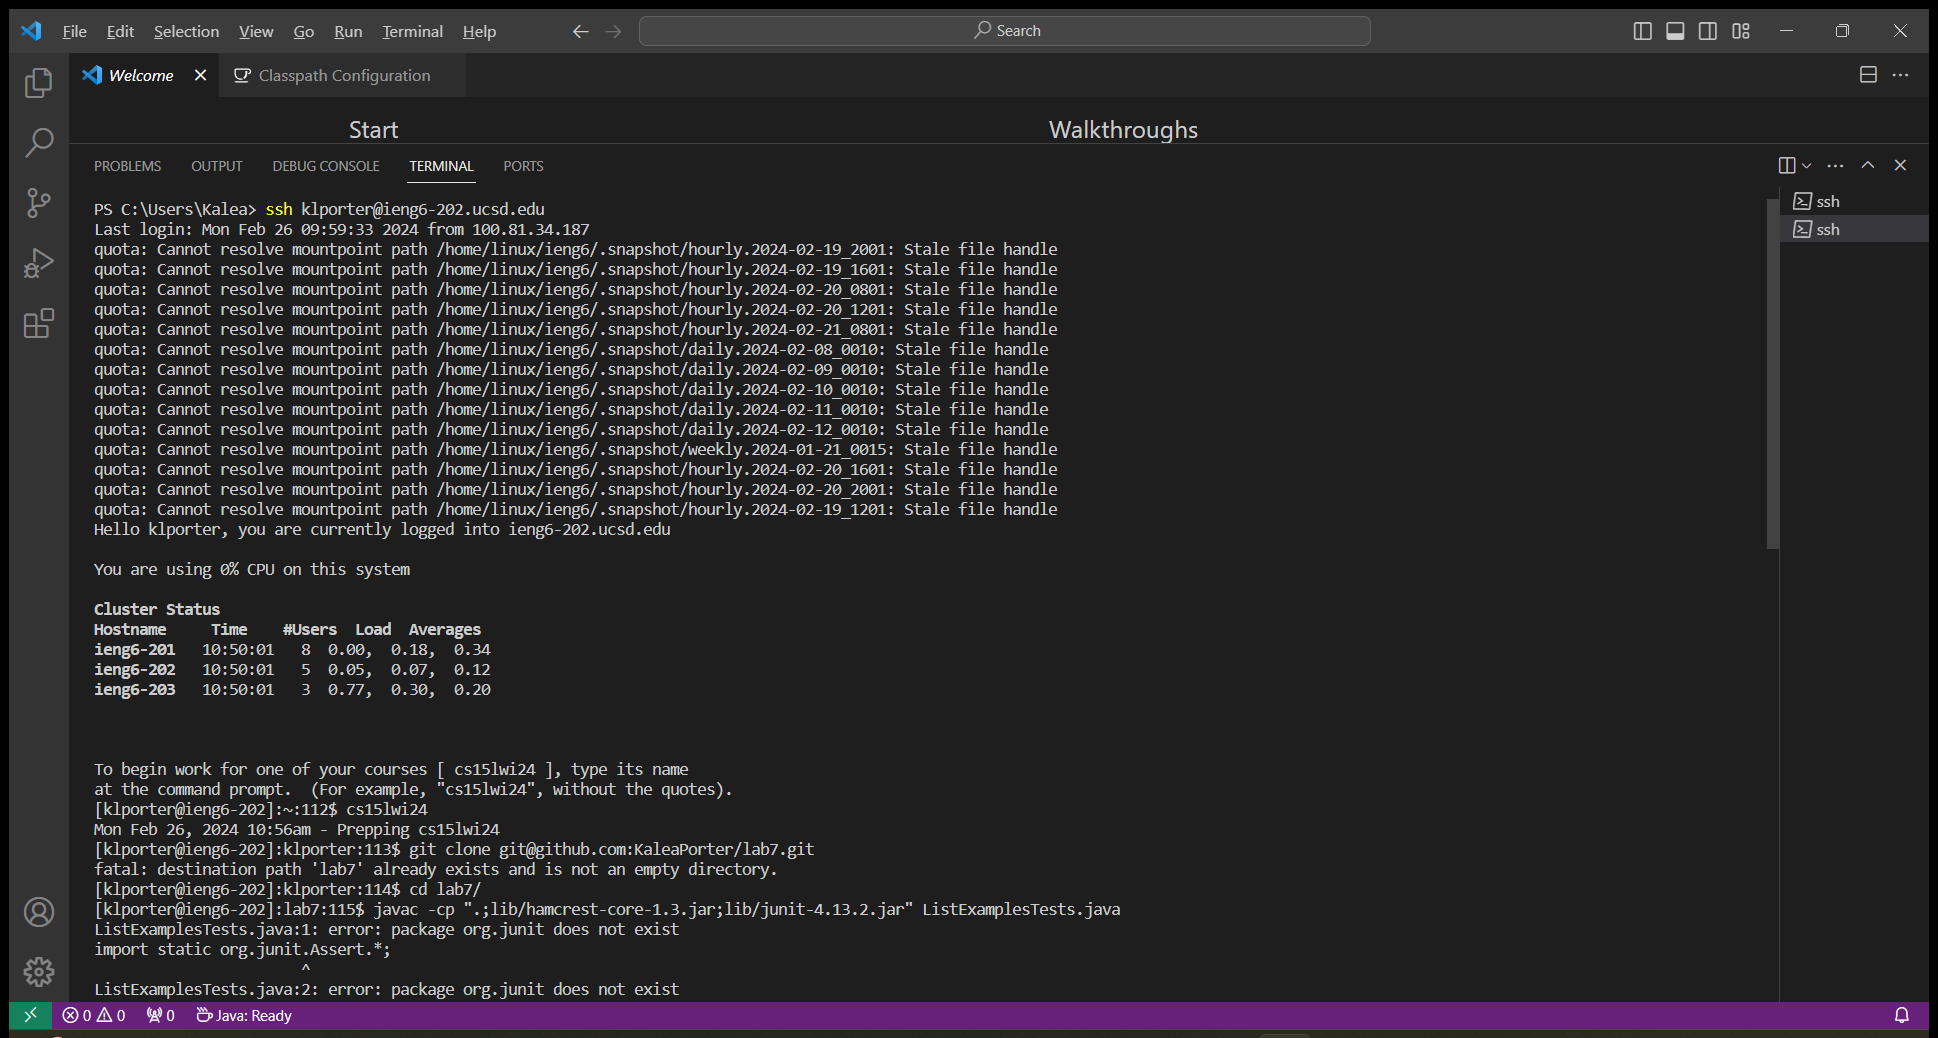 File Edit Selection View Go Run Terminal Help Search
Welcome Classpath Configuration
Start Walkthroughs
PROBLEMS OUTPUT DEBUG CONSOLE TERMINAL PORTS
ssh
ssh
PS C:\Users\Kalea> ssh klporter@ieng6-202.ucsd.edu
Last login: Mon Feb 26 09:59:33 2024 from 100.81.34.187
quota: Cannot resolve mountpoint path /home/linux/ieng6/.snapshot/hourly.2024-02-19_2001: Stale file handle
quota: Cannot resolve mountpoint path /home/linux/ieng6/.snapshot/hourly.2024-02-19_1601: Stale file handle
quota: Cannot resolve mountpoint path /home/linux/ieng6/.snapshot/hourly.2024-02-20_0801: Stale file handle
quota: Cannot resolve mountpoint path /home/linux/ieng6/.snapshot/hourly.2024-02-20_1201: Stale file handle
quota: Cannot resolve mountpoint path /home/linux/ieng6/.snapshot/hourly.2024-02-21_0801: Stale file handle
quota: Cannot resolve mountpoint path /home/linux/ieng6/.snapshot/daily.2024-02-08_0010: Stale file handle
quota: Cannot resolve mountpoint path /home/linux/ieng6/.snapshot/daily.2024-02-09_0010: Stale file handle
quota: Cannot resolve mountpoint path /home/linux/ieng6/.snapshot/daily.2024-02-10_0010: Stale file handle
quota: Cannot resolve mountpoint path /home/linux/ieng6/.snapshot/daily.2024-02-11_0010: Stale file handle
quota: Cannot resolve mountpoint path /home/linux/ieng6/.snapshot/daily.2024-02-12_0010: Stale file handle
quota: Cannot resolve mountpoint path /home/linux/ieng6/.snapshot/weekly.2024-01-21_0015: Stale file handle
quota: Cannot resolve mountpoint path /home/linux/ieng6/.snapshot/hourly.2024-02-20_1601: Stale file handle
quota: Cannot resolve mountpoint path /home/linux/ieng6/.snapshot/hourly.2024-02-20_2001: Stale file handle
quota: Cannot resolve mountpoint path /home/linux/ieng6/.snapshot/hourly.2024-02-19_1201: Stale file handle
Hello klporter, you are currently logged into ieng6-202.ucsd.edu
You are using 0% CPU on this system
Cluster Status
Hostname Time #Users Load Averages
ieng6-201 10:50:01 8 0.00, 0.18, 0.34
ieng6-202 10:50:01 5 0.05, 0.07, 0.12
ieng6-203 10:50:01 3 0.77, 0.30, 0.20
To begin work for one of your courses [ cs15lwi24 ], type its name
at the command prompt. (For example, "cs15lwi24", without the quotes).
[klporter@ieng6-202]:~:112$ cs15lwi24
Mon Feb 26, 2024 10:56am - Prepping cs15lwi24
[klporter@ieng6-202]:klporter:113$ git clone git@github.com:KaleaPorter/lab7.git
fatal: destination path 'lab7' already exists and is not an empty directory.
[klporter@ieng6-202]:klporter:114$ cd lab7/
[klporter@ieng6-202]:lab7:115$ javac -cp ".;lib/hamcrest-core-1.3.jar;lib/junit-4.13.2.jar" ListExamplesTests.java
ListExamplesTests.java:1: error: package org.junit does not exist
import static org.junit.Assert.*;
^
ListExamplesTests.java:2: error: package org.junit does not exist
0 0 0 Java: Ready